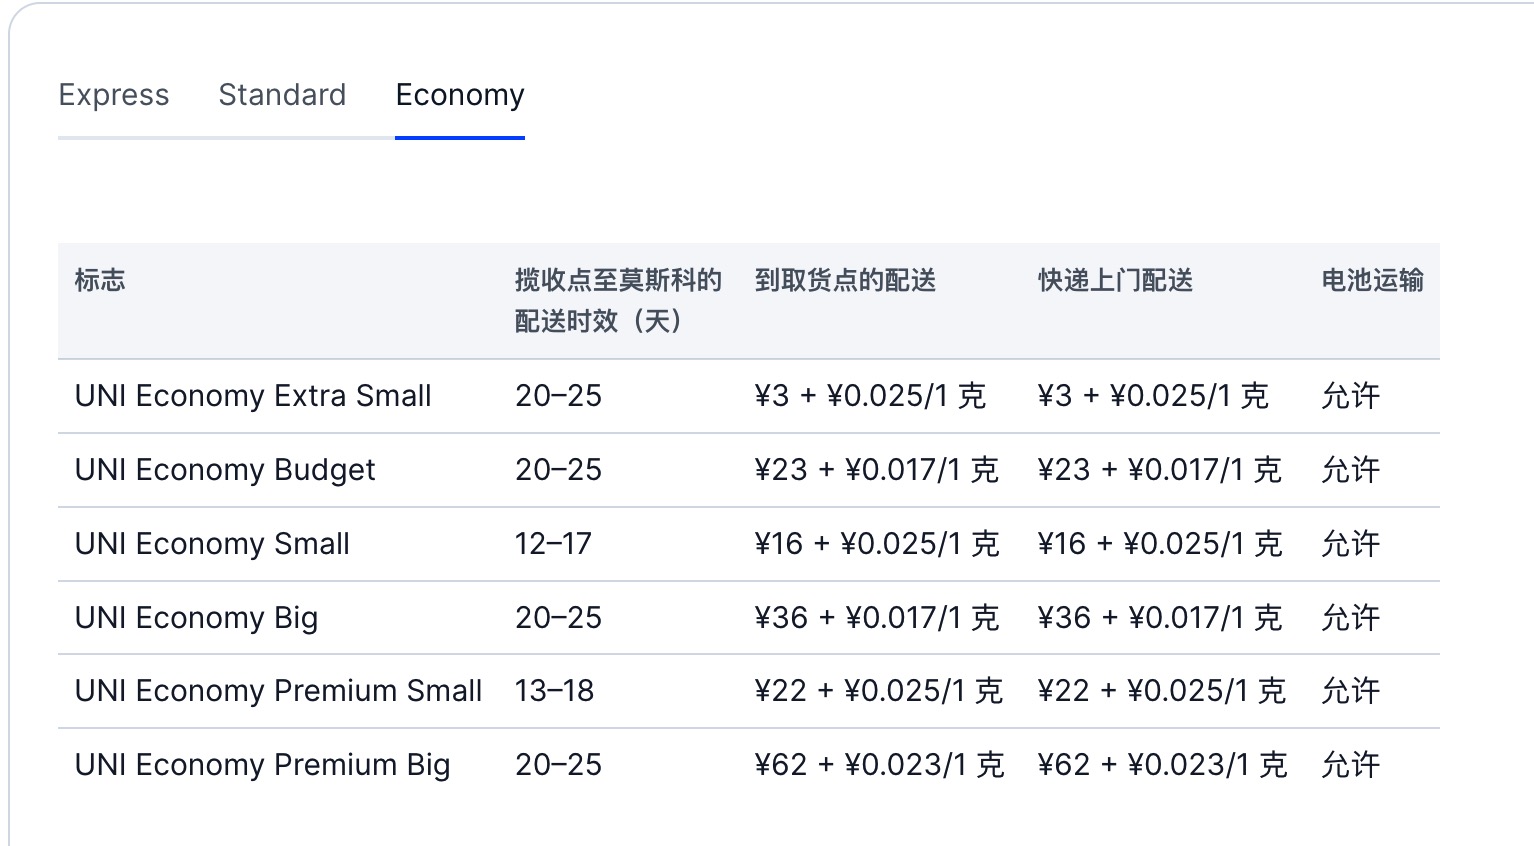 Express Standard Economy
标志 揽收点至莫斯科的 到取货点的配送 快递上门配送 电池运输
配送时效（天）
UNI Economy Extra Small 20–25 ¥3 + ¥0.025/1 克 ¥3 + ¥0.025/1 克 允许
UNI Economy Budget 20–25 ¥23 + ¥0.017/1 克 ¥23 + ¥0.017/1 克 允许
UNI Economy Small 12–17 ¥16 + ¥0.025/1 克 ¥16 + ¥0.025/1 克 允许
UNI Economy Big 20–25 ¥36 + ¥0.017/1 克 ¥36 + ¥0.017/1 克 允许
UNI Economy Premium Small 13–18 ¥22 + ¥0.025/1 克 ¥22 + ¥0.025/1 克 允许
UNI Economy Premium Big 20–25 ¥62 + ¥0.023/1 克 ¥62 + ¥0.023/1 克 允许